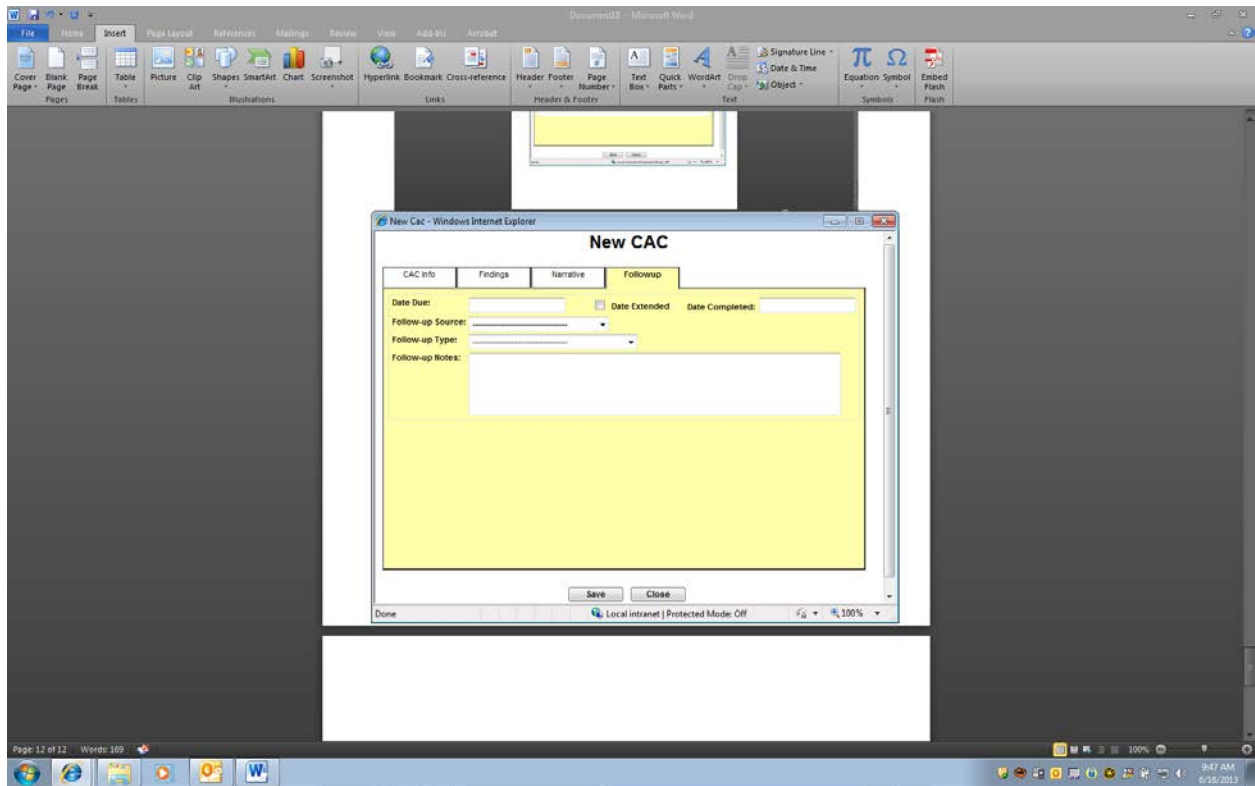 Document18 - Microsoft Word
File Home Insert Page Layout References Mailings Review View Add-Ins Acrobat
Cover Page Blank Page Page Break Table Picture Clip Art Shapes SmartArt Chart Screenshot Hyperlink Bookmark Cross-reference Header Footer Page Number Text Box Quick Parts WordArt Drop Cap Signature Line Date & Time Object Equation Symbol Embed Flash
Pages Tables Illustrations Links Header & Footer Text Symbols Flash
New Cac - Windows Internet Explorer
New CAC
CAC Info Findings Narrative Followup
Date Due: Date Extended Date Completed:
Follow-up Source:
Follow-up Type:
Follow-up Notes:
Save Close
Done Local intranet | Protected Mode: Off 100%
Page: 12 of 12 Words: 169 100%
9:47 AM
6/18/2013